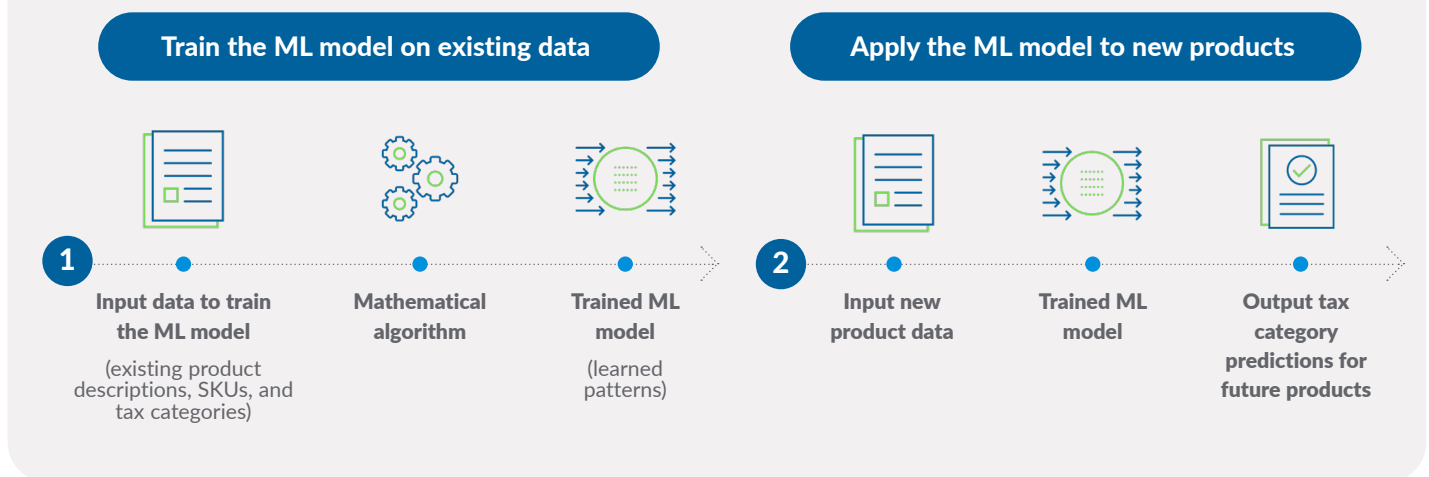 Train the ML model on existing data
Apply the ML model to new products
1
Input data to train
the ML model
(existing product
descriptions, SKUs, and
tax categories)
Mathematical
algorithm
Trained ML
model
(learned
patterns)
2
Input new
product data
Trained ML
model
Output tax
category
predictions for
future products